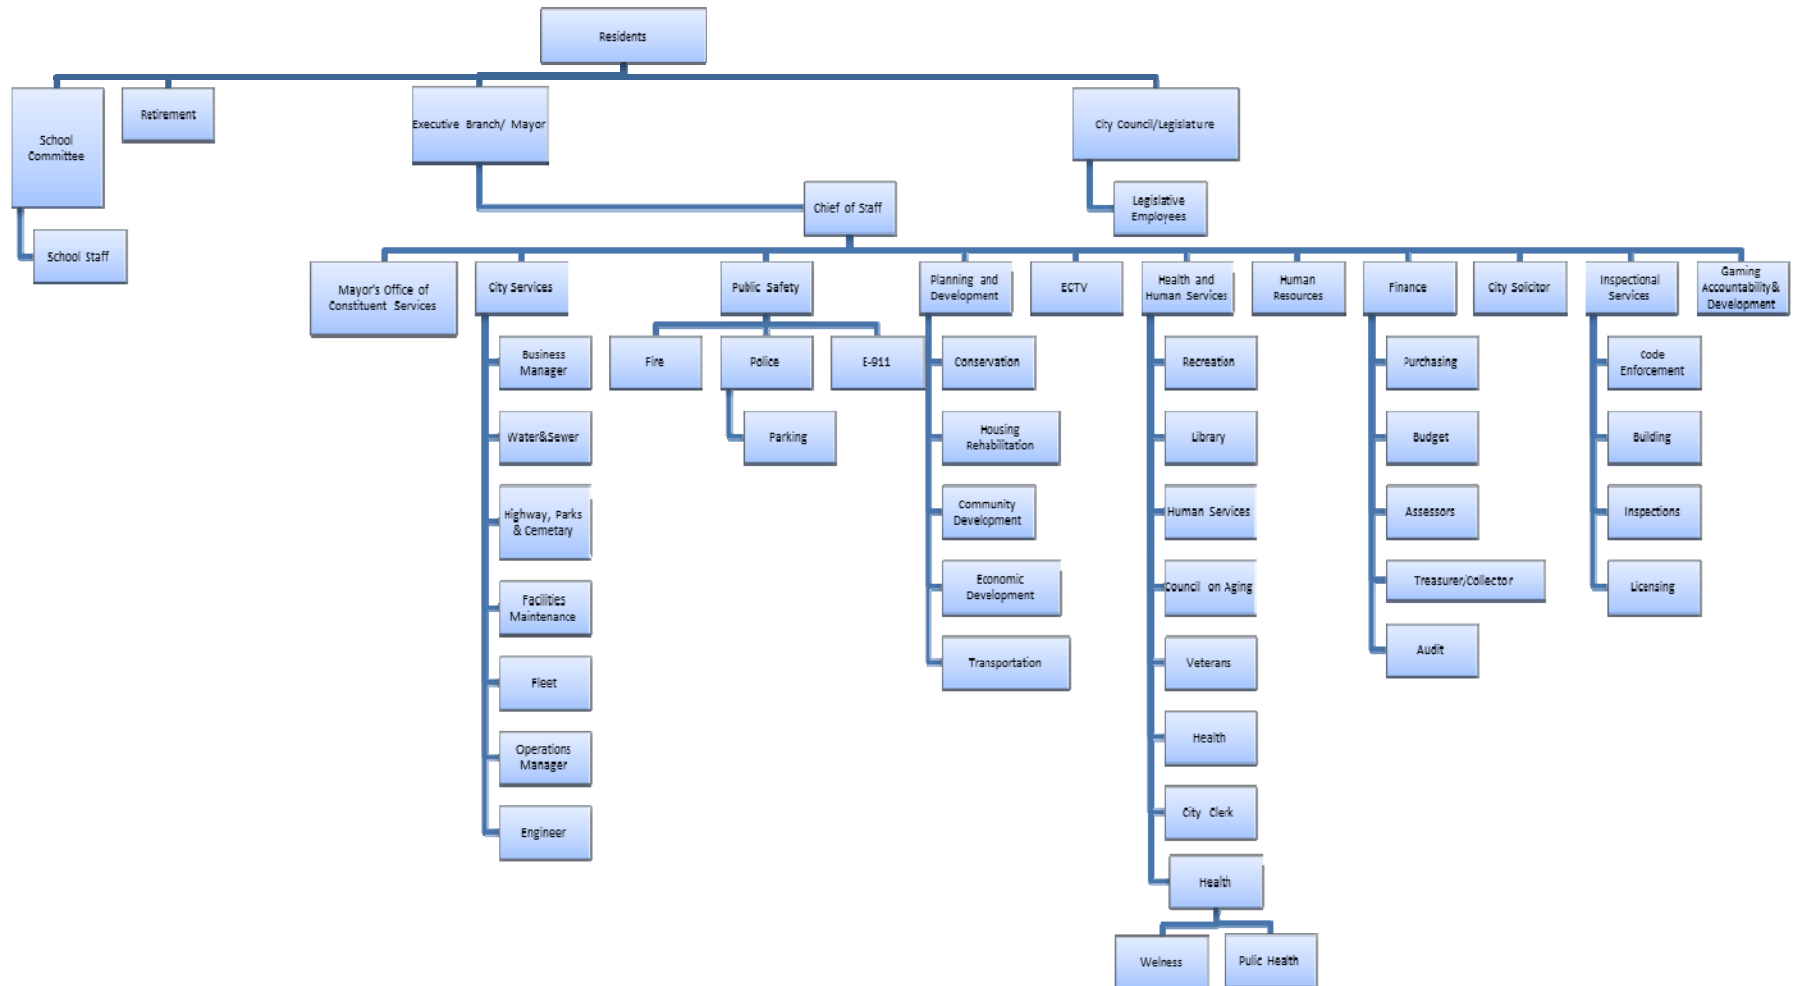 Residents
School
Committee
Retirement
Executive Branch/ Mayor
City Council/Legislature
School Staff
Chief of Staff
Legislative
Employees
Mayor's Office of
Constituent Services
City Services
Public Safety
Planning and
Development
ECTV
Health and
Human Services
Human
Resources
Finance
City Solicitor
Inspectional
Services
Gaming
Accountability&
Development
Business
Manager
Water&Sewer
Highway, Parks
& Cemetary
Facilities
Maintenance
Fleet
Operations
Manager
Engineer
Fire
Police
E-911
Parking
Conservation
Housing
Rehabilitation
Community
Development
Economic
Development
Transportation
Recreation
Library
Human Services
Council on Aging
Veterans
Health
City Clerk
Health
Welness
Pulic Health
Purchasing
Budget
Assessors
Treasurer/Collector
Audit
Code
Enforcement
Building
Inspections
Licensing